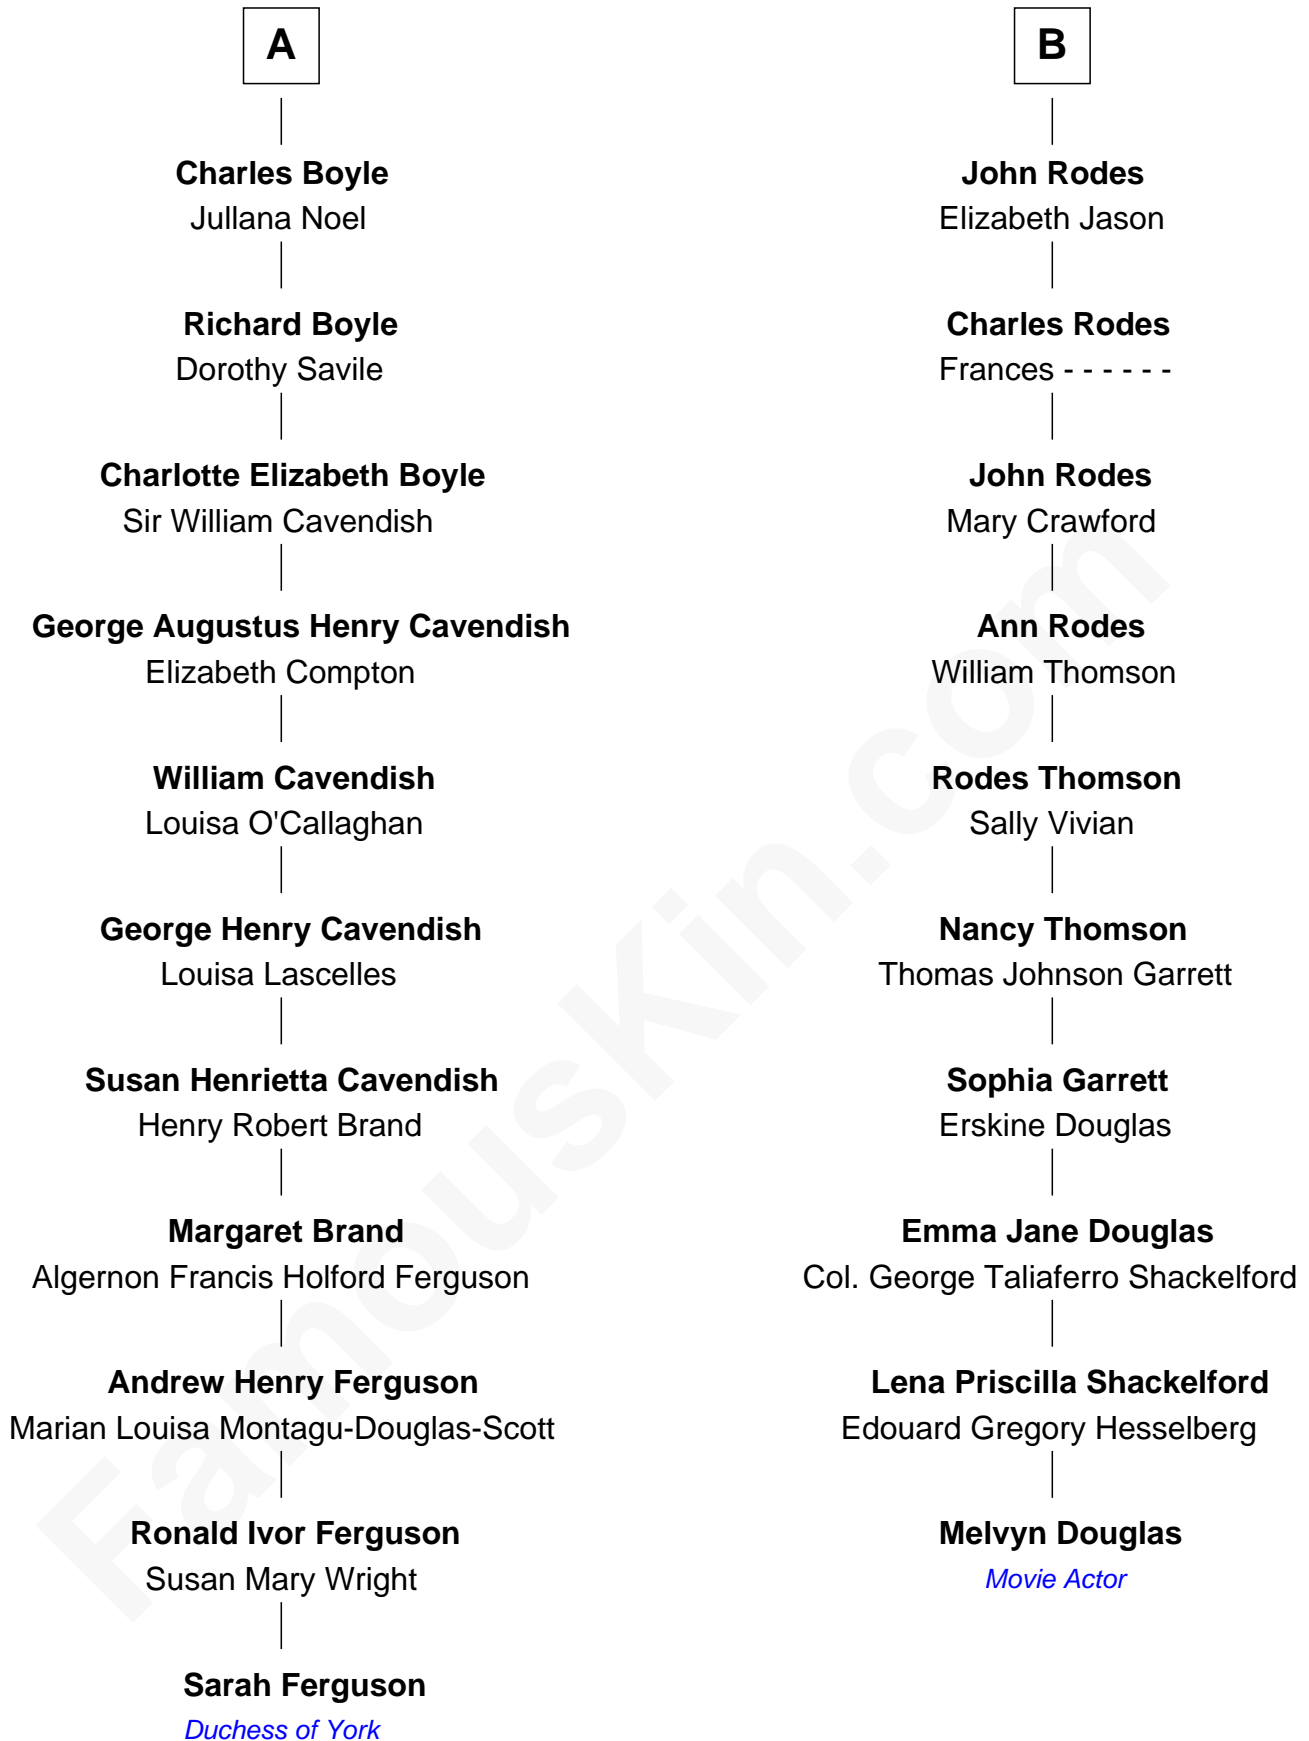 A
Charles Boyle
Jullana Noel
Richard Boyle
Dorothy Savile
Charlotte Elizabeth Boyle
Sir William Cavendish
George Augustus Henry Cavendish
Elizabeth Compton
William Cavendish
Louisa O'Callaghan
George Henry Cavendish
Louisa Lascelles
Susan Henrietta Cavendish
Henry Robert Brand
Margaret Brand
Algernon Francis Holford Ferguson
Andrew Henry Ferguson
Marian Louisa Montagu-Douglas-Scott
Ronald Ivor Ferguson
Susan Mary Wright
Sarah Ferguson
Duchess of York
B
John Rodes
Elizabeth Jason
Charles Rodes
Frances - - - - - -
John Rodes
Mary Crawford
Ann Rodes
William Thomson
Rodes Thomson
Sally Vivian
Nancy Thomson
Thomas Johnson Garrett
Sophia Garrett
Erskine Douglas
Emma Jane Douglas
Col. George Taliaferro Shackelford
Lena Priscilla Shackelford
Edouard Gregory Hesselberg
Melvyn Douglas
Movie Actor
FamousKin.com